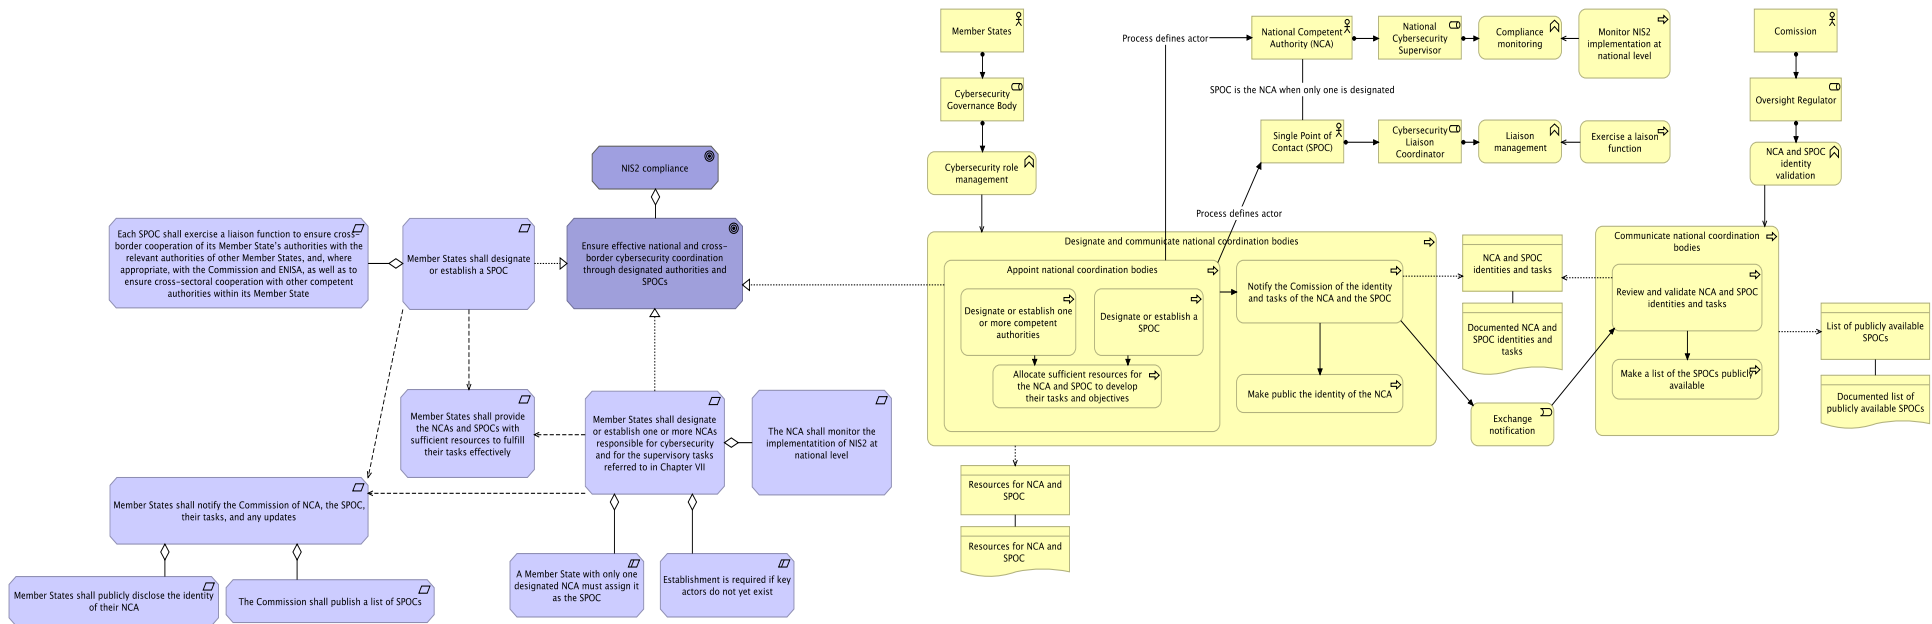 NIS2 compliance
Each SPOC shall exercise a liaison function to ensure cross-
border cooperation of its Member State's authorities with the
relevant authorities of other Member States, and, where
appropriate, with the Commission and ENISA, as well as to
ensure cross-sectoral cooperation with other competent
authorities within its Member State
Member States shall designate
or establish a SPOC
Ensure effective national and cross-
border cybersecurity coordination
through designated authorities and
SPOCs
Member States shall provide
the NCAs and SPOCs with
sufficient resources to fulfill
their tasks effectively
Member States shall designate
or establish one or more NCAs
responsible for cybersecurity
and for the supervisory tasks
referred to in Chapter VII
The NCA shall monitor the
implementatition of NIS2 at
national level
Member States shall notify the Commission of NCA, the SPOC,
their tasks, and any updates
Member States shall publicly disclose the identity
of their NCA
The Commission shall publish a list of SPOCs
A Member State with only one
designated NCA must assign it
as the SPOC
Establishment is required if key
actors do not yet exist
Member States
Cybersecurity
Governance Body
Cybersecurity role
management
Process defines actor
National Competent
Authority (NCA)
National
Cybersecurity
Supervisor
Compliance
monitoring
Monitor NIS2
implementation at
national level
SPOC is the NCA when only one is designated
Single Point of
Contact (SPOC)
Cybersecurity
Liaison
Coordinator
Liaison
management
Exercise a laison
function
Process defines actor
Comission
Oversight Regulator
NCA and SPOC
identity
validation
Designate and communicate national coordination bodies
Appoint national coordination bodies
Designate or establish one
or more competent
authorities
Designate or establish a
SPOC
Allocate sufficient resources for
the NCA and SPOC to develop
their tasks and objectives
Notify the Comission of the identity
and tasks of the NCA and the SPOC
Make public the identity of the NCA
NCA and SPOC
identities and tasks
Documented NCA and
SPOC identities and
tasks
Exchange
notification
Communicate national coordination
bodies
Review and validate NCA and SPOC
identities and tasks
Make a list of the SPOCs publicly
available
List of publicly available
SPOCs
Documented list of
publicly available SPOCs
Resources for NCA and
SPOC
Resources for NCA and
SPOC